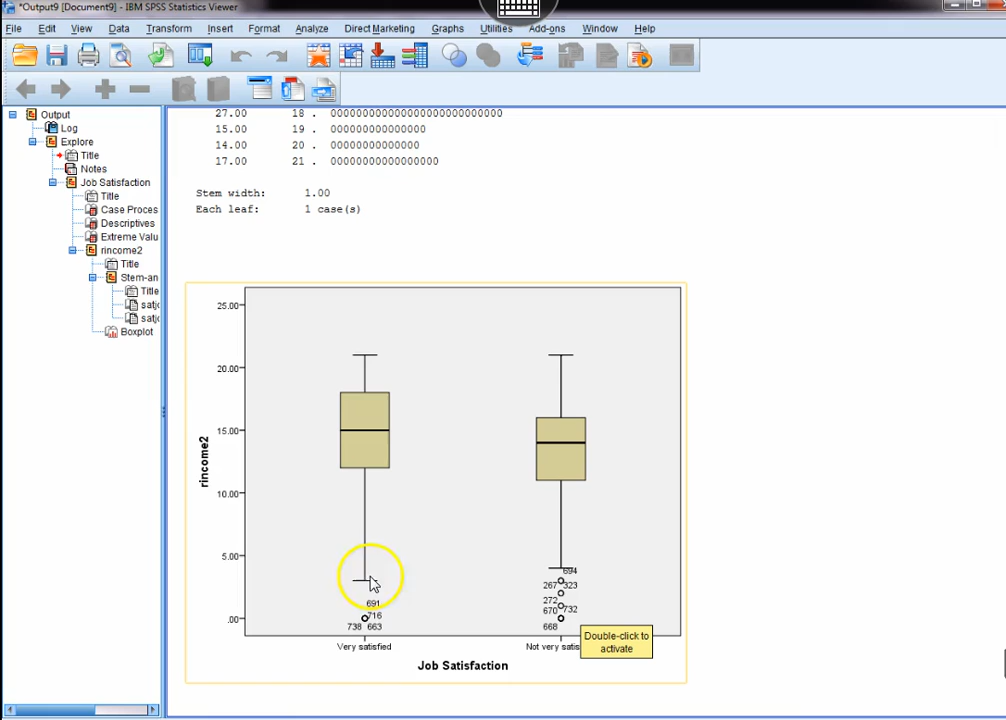 *Output9 [Document9] - IBM SPSS Statistics Viewer
File Edit View Data Transform Insert Format Analyze Direct Marketing Graphs Utilities Add-ons Window Help
Output
Log
Explore
Title
Notes
Job Satisfaction
Title
Case Proces
Descriptives
Extreme Valu
rincome2
Title
Stem-an
Title
satjo
satjo
Boxplot
27.00 18 . 000000000000000000000000000
15.00 19 . 000000000000000
14.00 20 . 00000000000000
17.00 21 . 00000000000000000
Stem width: 1.00
Each leaf: 1 case(s)
25.00
20.00
15.00
10.00
5.00
.00
rincome2
691
716
738 663
694
267 323
272
670 732
668
Very satisfied
Not very satis
Job Satisfaction
Double-click to
activate